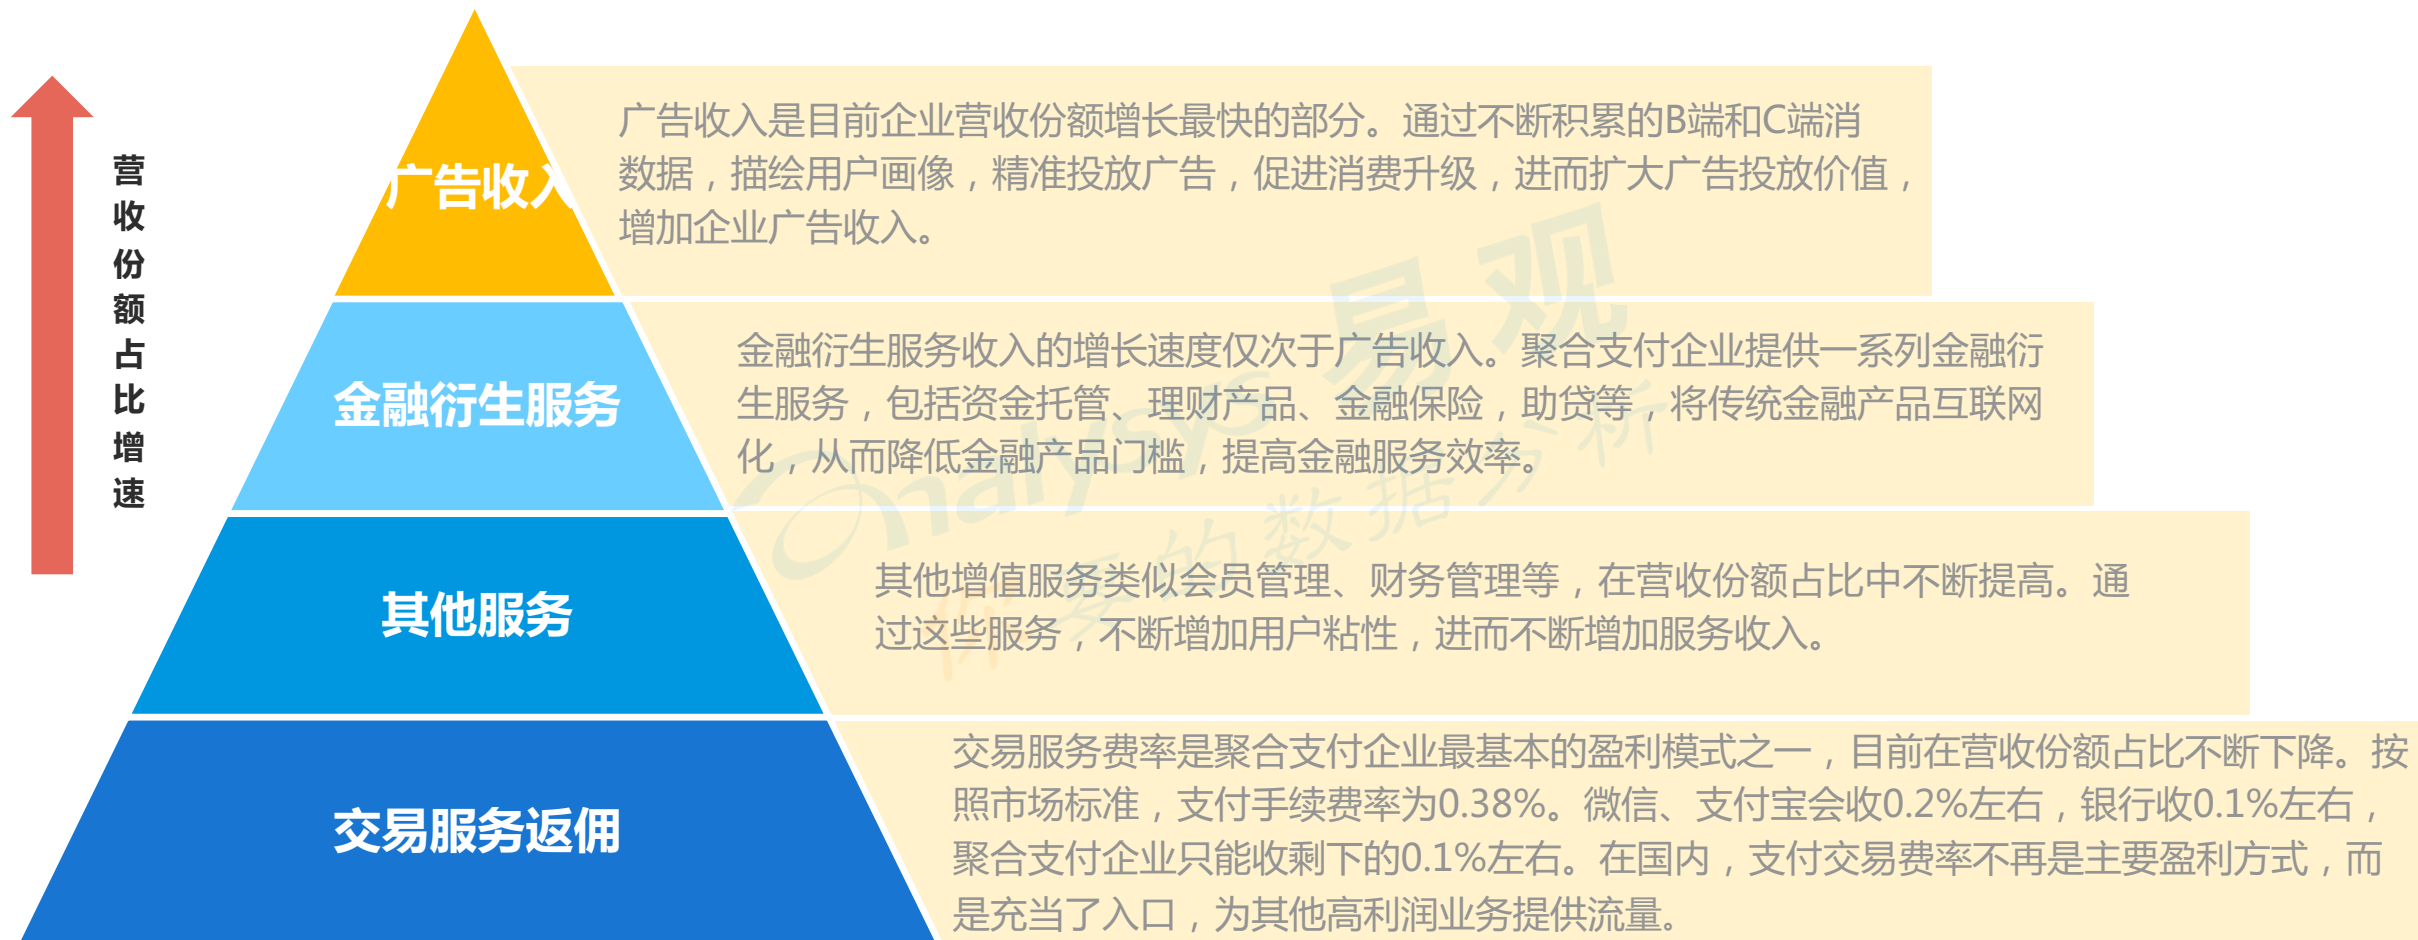 营收份额占比增速
广告收入
广告收入是目前企业营收份额增长最快的部分。通过不断积累的B端和C端消
数据，描绘用户画像，精准投放广告，促进消费升级，进而扩大广告投放价值，
增加企业广告收入。
金融衍生服务
金融衍生服务收入的增长速度仅次于广告收入。聚合支付企业提供一系列金融衍
生服务，包括资金托管、理财产品、金融保险，助贷等，将传统金融产品互联网
化，从而降低金融产品门槛，提高金融服务效率。
其他服务
其他增值服务类似会员管理、财务管理等，在营收份额占比中不断提高。通
过这些服务，不断增加用户粘性，进而不断增加服务收入。
交易服务返佣
交易服务费率是聚合支付企业最基本的盈利模式之一，目前在营收份额占比不断下降。按
照市场标准，支付手续费率为0.38%。微信、支付宝会收0.2%左右，银行收0.1%左右，
聚合支付企业只能收剩下的0.1%左右。在国内，支付交易费率不再是主要盈利方式，而
是充当了入口，为其他高利润业务提供流量。
analysys 易观
你要的数据分析